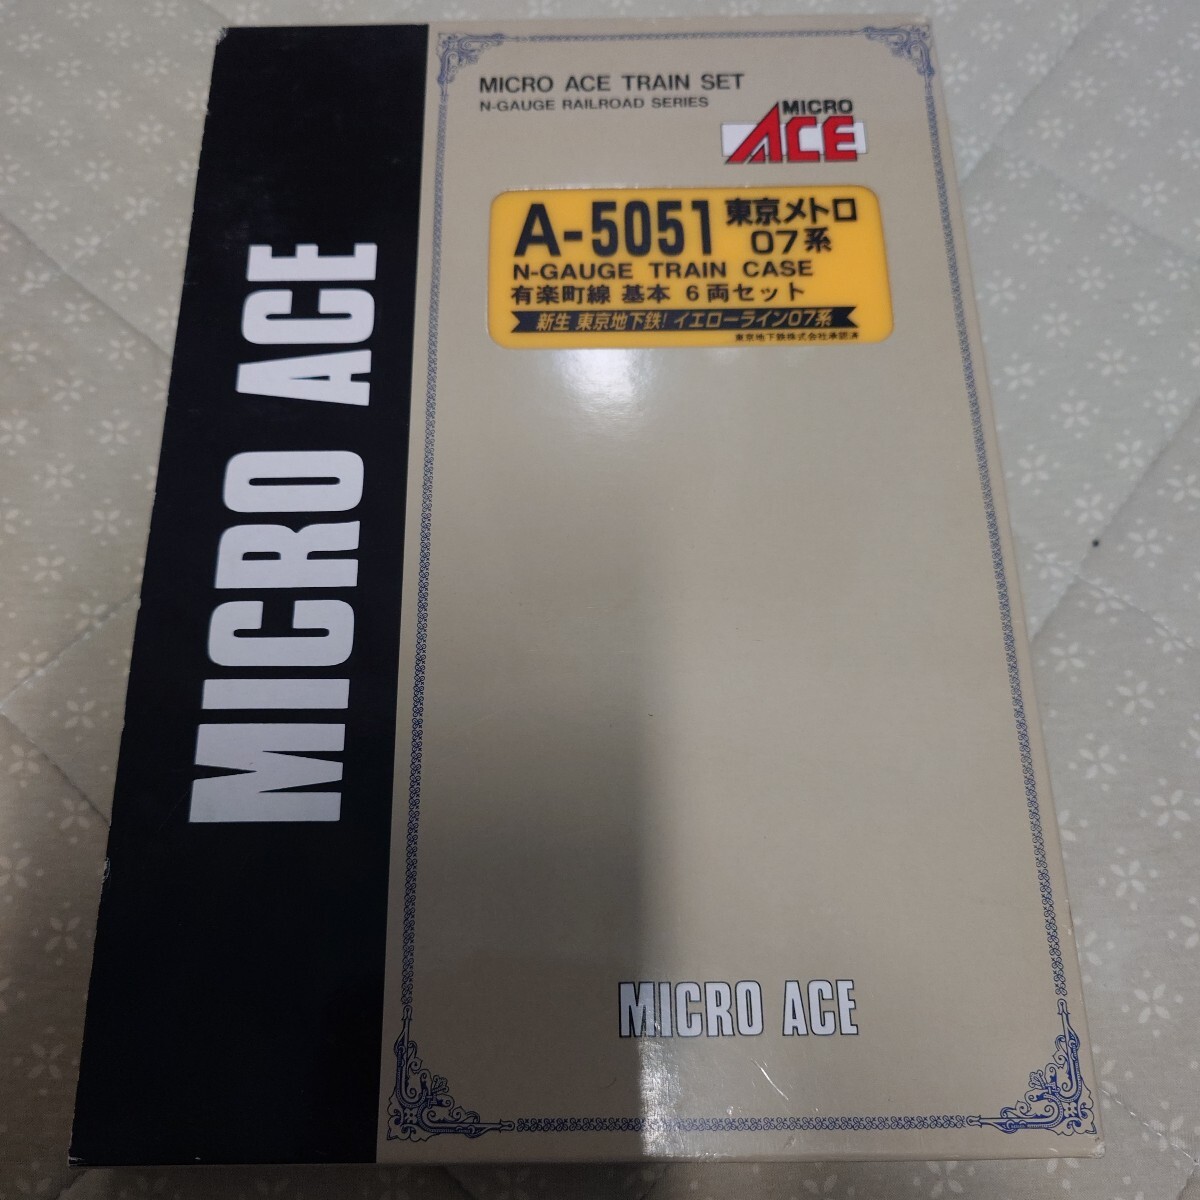 MICRO ACE
MICRO ACE TRAIN SET
N-GAUGE RAILROAD SERIES
MICRO
ACE
A-5051 東京メトロ
07系
N-GAUGE TRAIN CASE
有楽町線 基本 6両セット
新生 東京地下鉄! イエローライン07系
東京地下鉄株式会社承認済
MICRO ACE